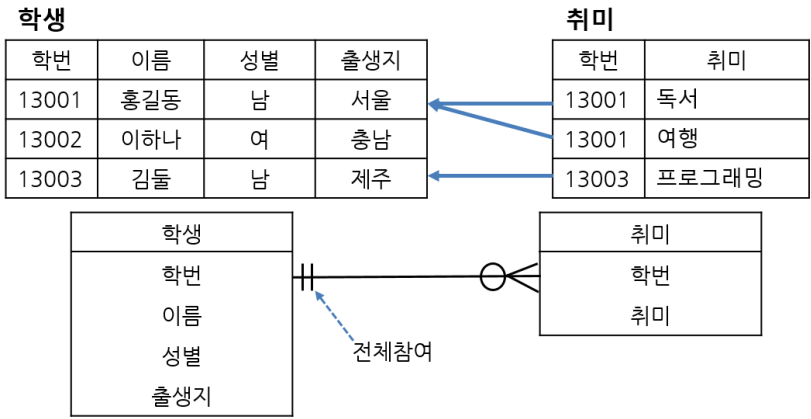 학생 취미
학번 이름 성별 출생지 학번 취미
13001 홍길동 남 서울 13001 독서
13002 이하나 여 충남 13001 여행
13003 김둘 남 제주 13003 프로그래밍
학생 취미
학번 학번
이름 취미
성별 전체참여
출생지